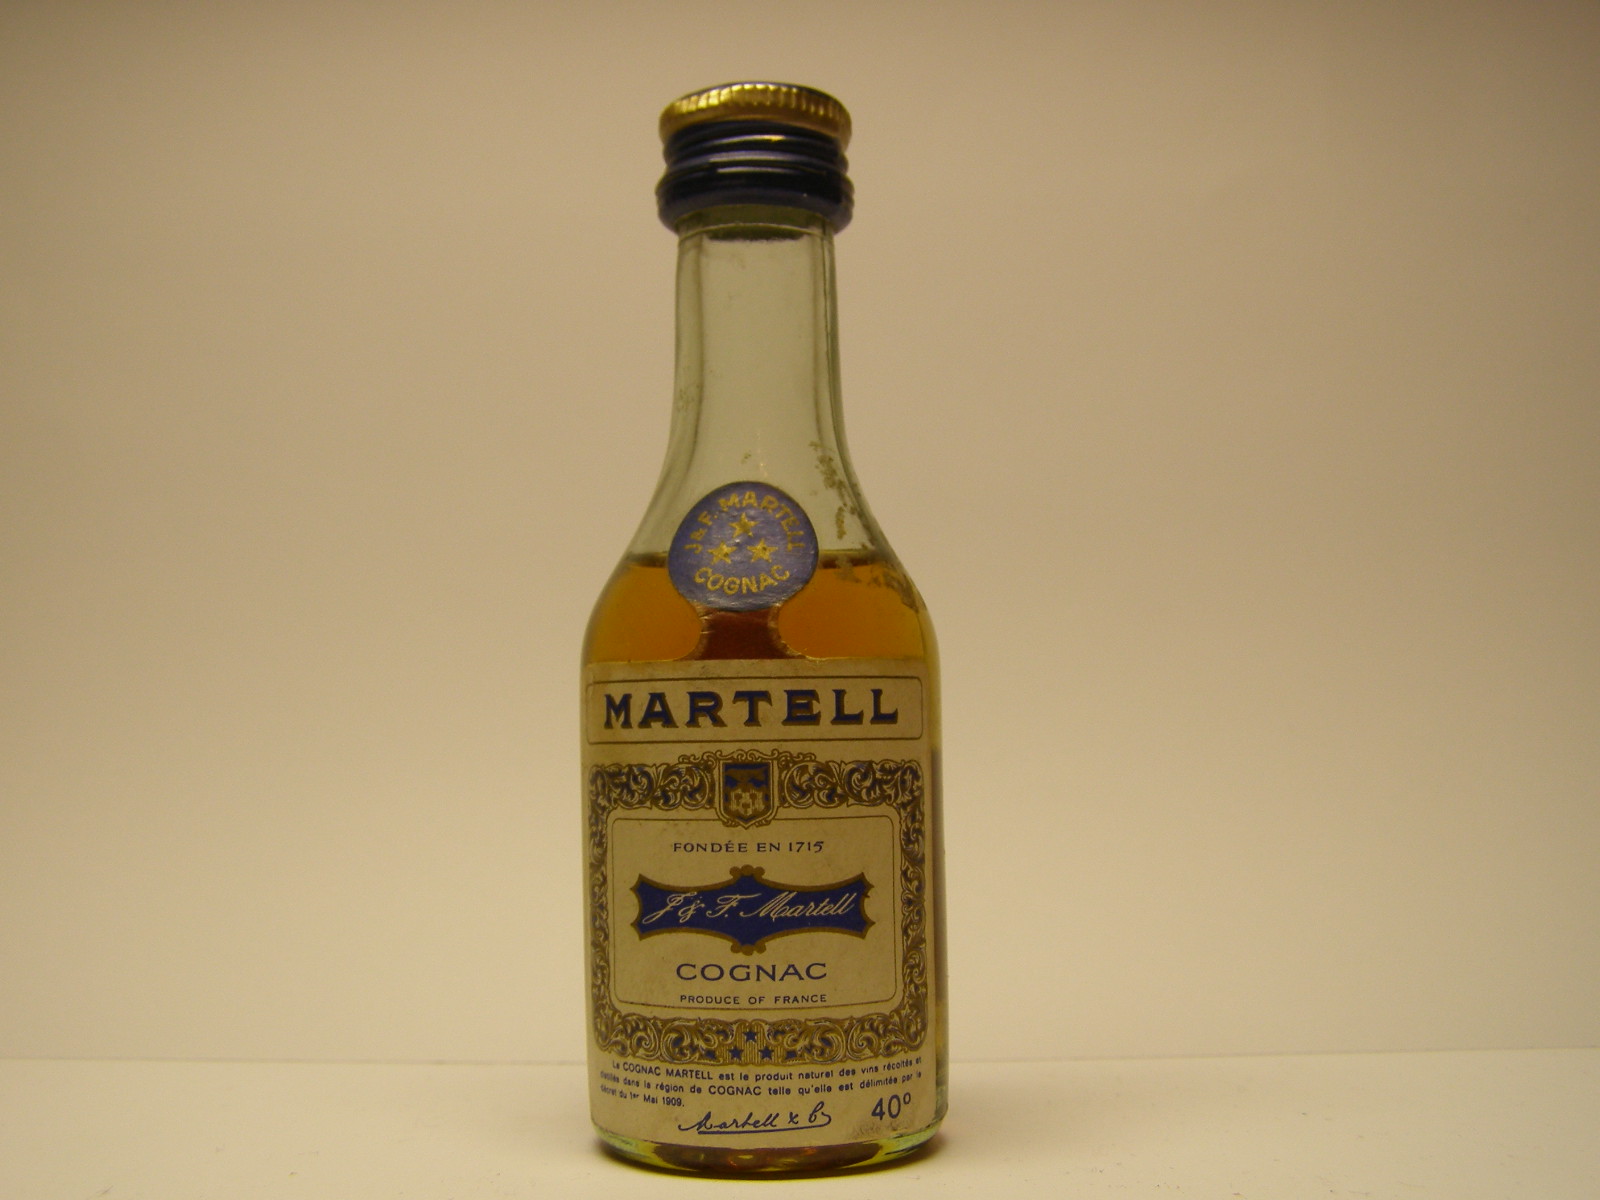 J & F. MARTELL
COGNAC
MARTELL
FONDÉE EN 1715
J & F. Martell
COGNAC
PRODUCE OF FRANCE
Le COGNAC MARTELL est le produit naturel des vins récoltés et
distillés dans la région de COGNAC telle qu'elle est délimitée par le
décret du 1er Mai 1909.
Martell & Co
40°